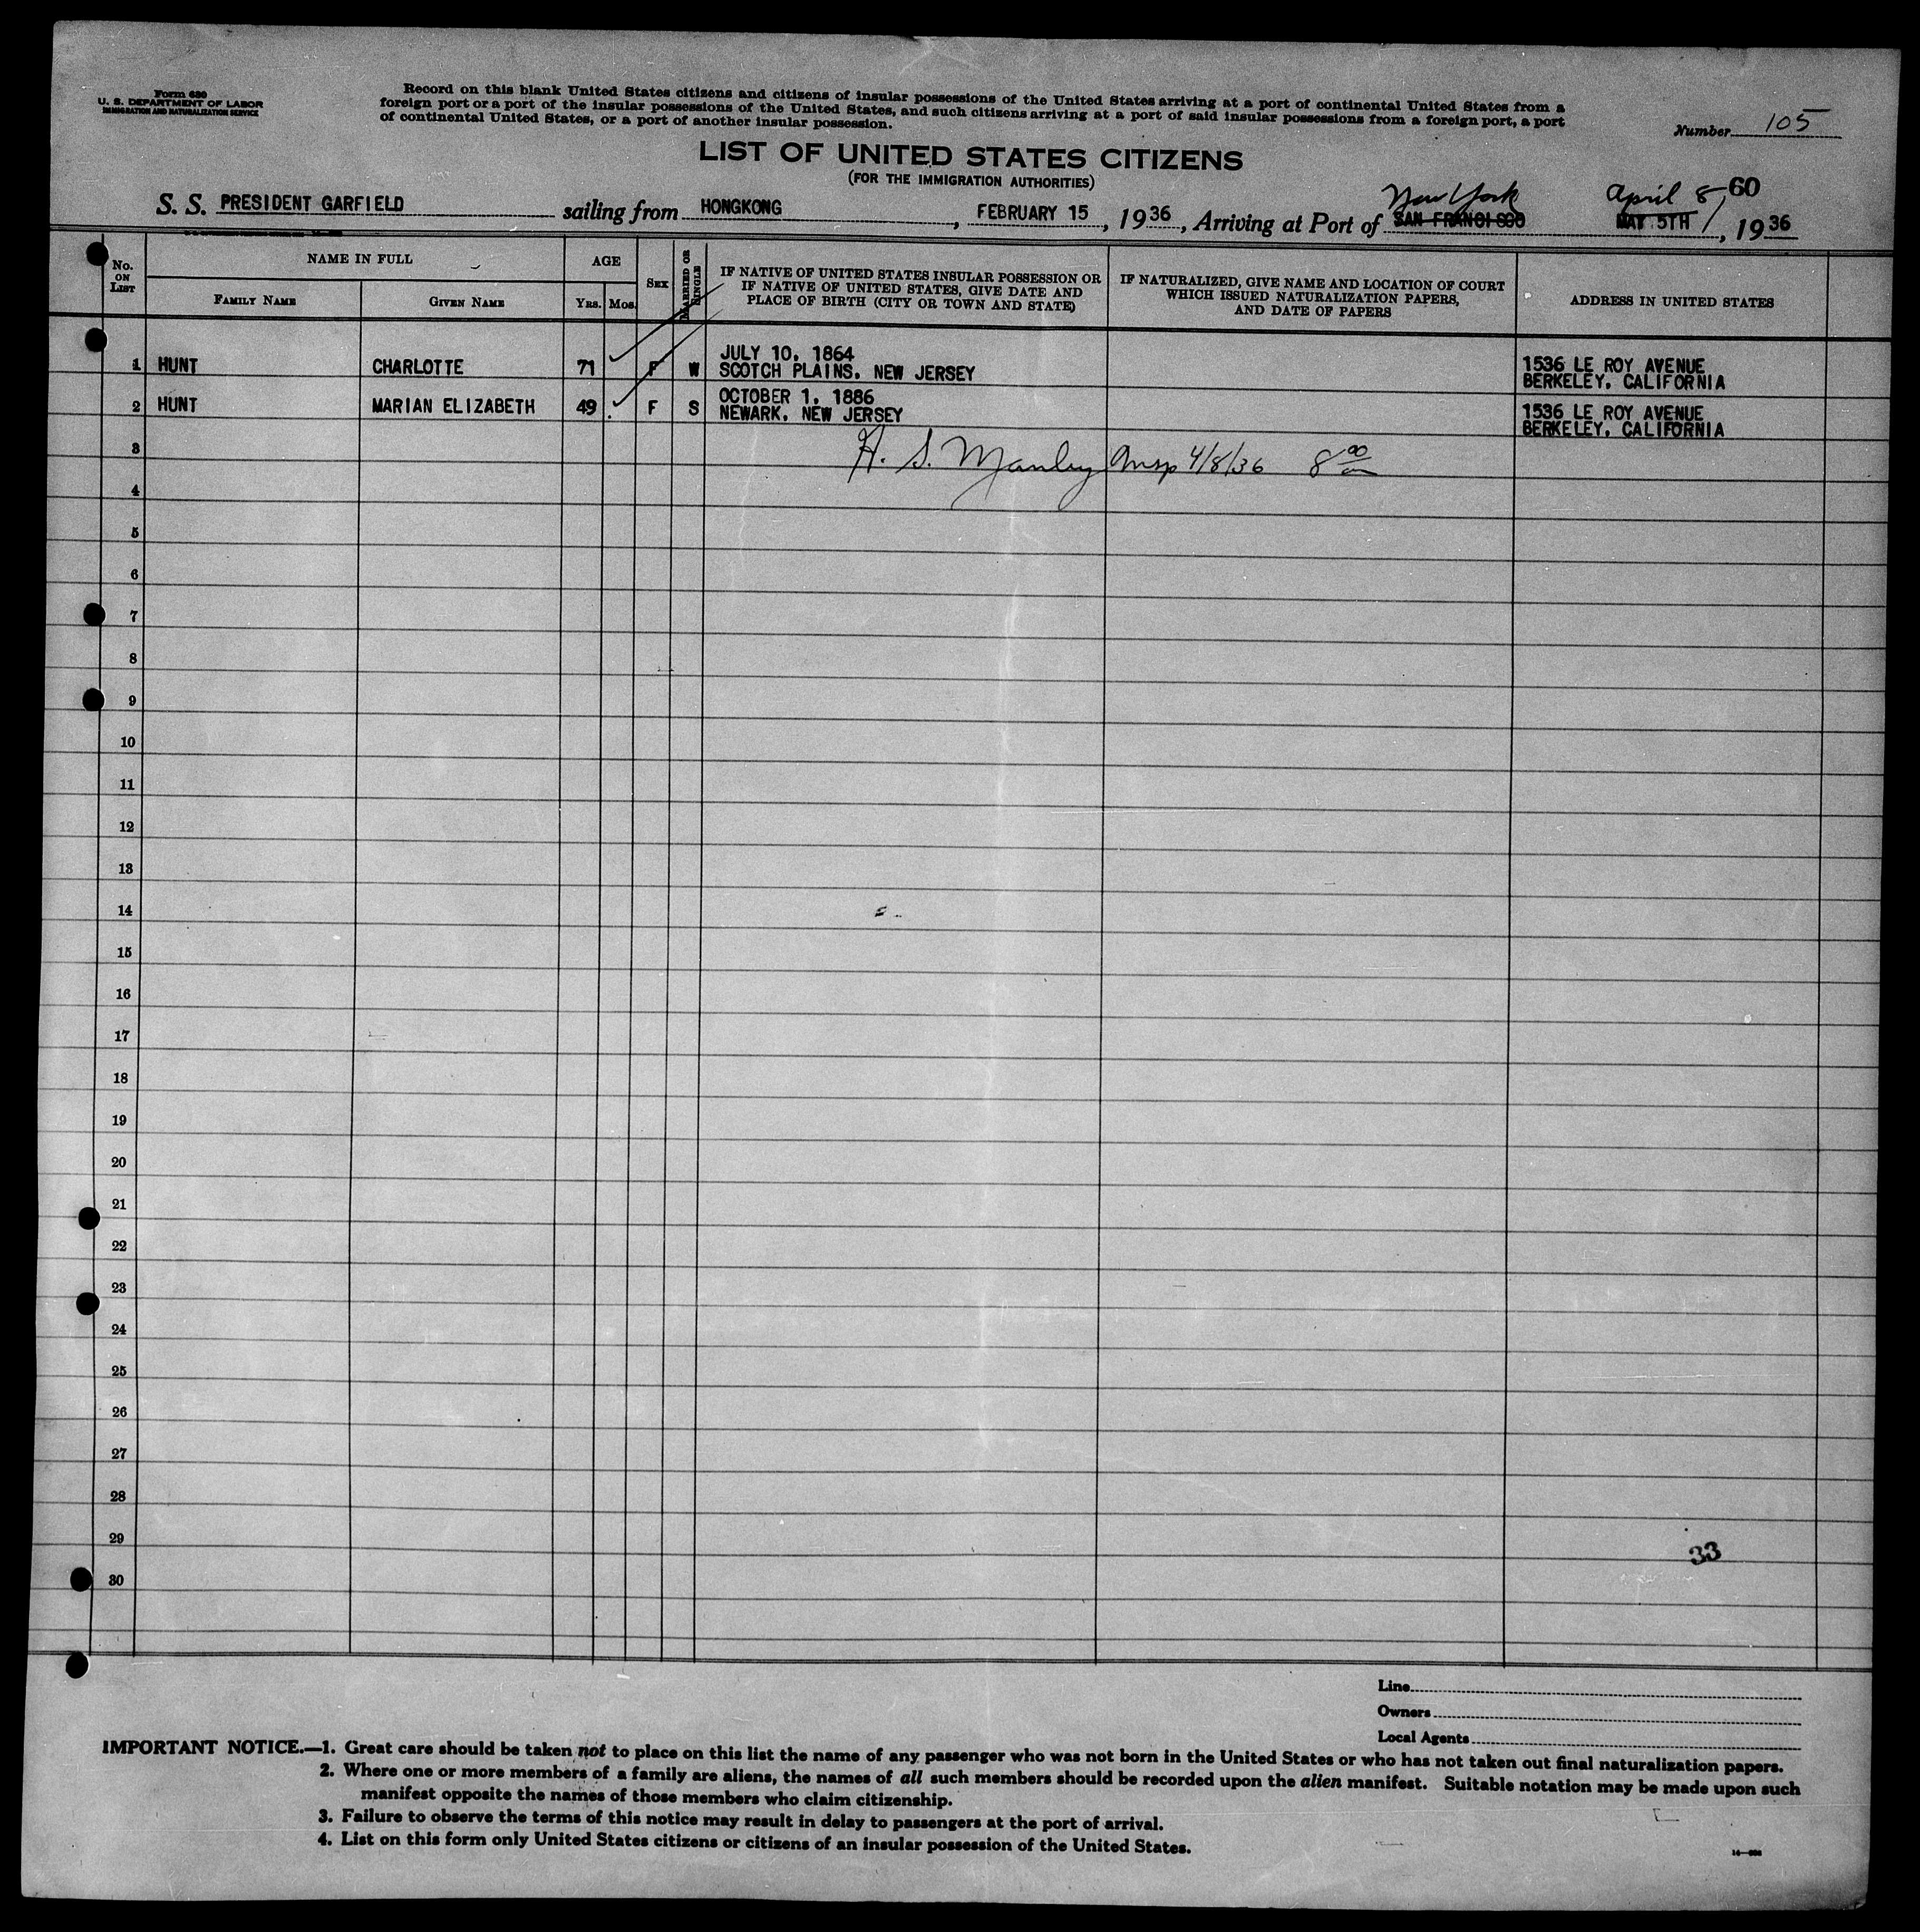 Form 630
U. S. DEPARTMENT OF LABOR
IMMIGRATION AND NATURALIZATION SERVICE
Record on this blank United States citizens and citizens of insular possessions of the United States arriving at a port of continental United States from a
foreign port or a port of the insular possessions of the United States, and such citizens arriving at a port of said insular possessions from a foreign port, a port
of continental United States, or a port of another insular possession.
Number 105
LIST OF UNITED STATES CITIZENS
(FOR THE IMMIGRATION AUTHORITIES)
New York April 8/ 60
S. S. PRESIDENT GARFIELD sailing from HONGKONG, FEBRUARY 15, 1936, Arriving at Port of SAN FRANCISCO MAY 5TH, 1936
No. ON LIST
NAME IN FULL
FAMILY NAME
GIVEN NAME
AGE
YRS. MOS.
SEX
MARRIED OR SINGLE
IF NATIVE OF UNITED STATES INSULAR POSSESSION OR
IF NATIVE OF UNITED STATES, GIVE DATE AND
PLACE OF BIRTH (CITY OR TOWN AND STATE)
IF NATURALIZED, GIVE NAME AND LOCATION OF COURT
WHICH ISSUED NATURALIZATION PAPERS,
AND DATE OF PAPERS
ADDRESS IN UNITED STATES
1 HUNT CHARLOTTE 71 F W JULY 10, 1864
SCOTCH PLAINS, NEW JERSEY
1536 LE ROY AVENUE
BERKELEY, CALIFORNIA
2 HUNT MARIAN ELIZABETH 49 F S OCTOBER 1, 1886
NEWARK, NEW JERSEY
1536 LE ROY AVENUE
BERKELEY, CALIFORNIA
3 H. S. Manley Insp 4/8/36 8 00 am
4
5
6
7
8
9
10
11
12
13
14
15
16
17
18
19
20
21
22
23
24
25
26
27
28
29
33
30
Line
Owners
Local Agents
IMPORTANT NOTICE.—1. Great care should be taken not to place on this list the name of any passenger who was not born in the United States or who has not taken out final naturalization papers.
2. Where one or more members of a family are aliens, the names of all such members should be recorded upon the alien manifest. Suitable notation may be made upon such
manifest opposite the names of those members who claim citizenship.
3. Failure to observe the terms of this notice may result in delay to passengers at the port of arrival.
4. List on this form only United States citizens or citizens of an insular possession of the United States.